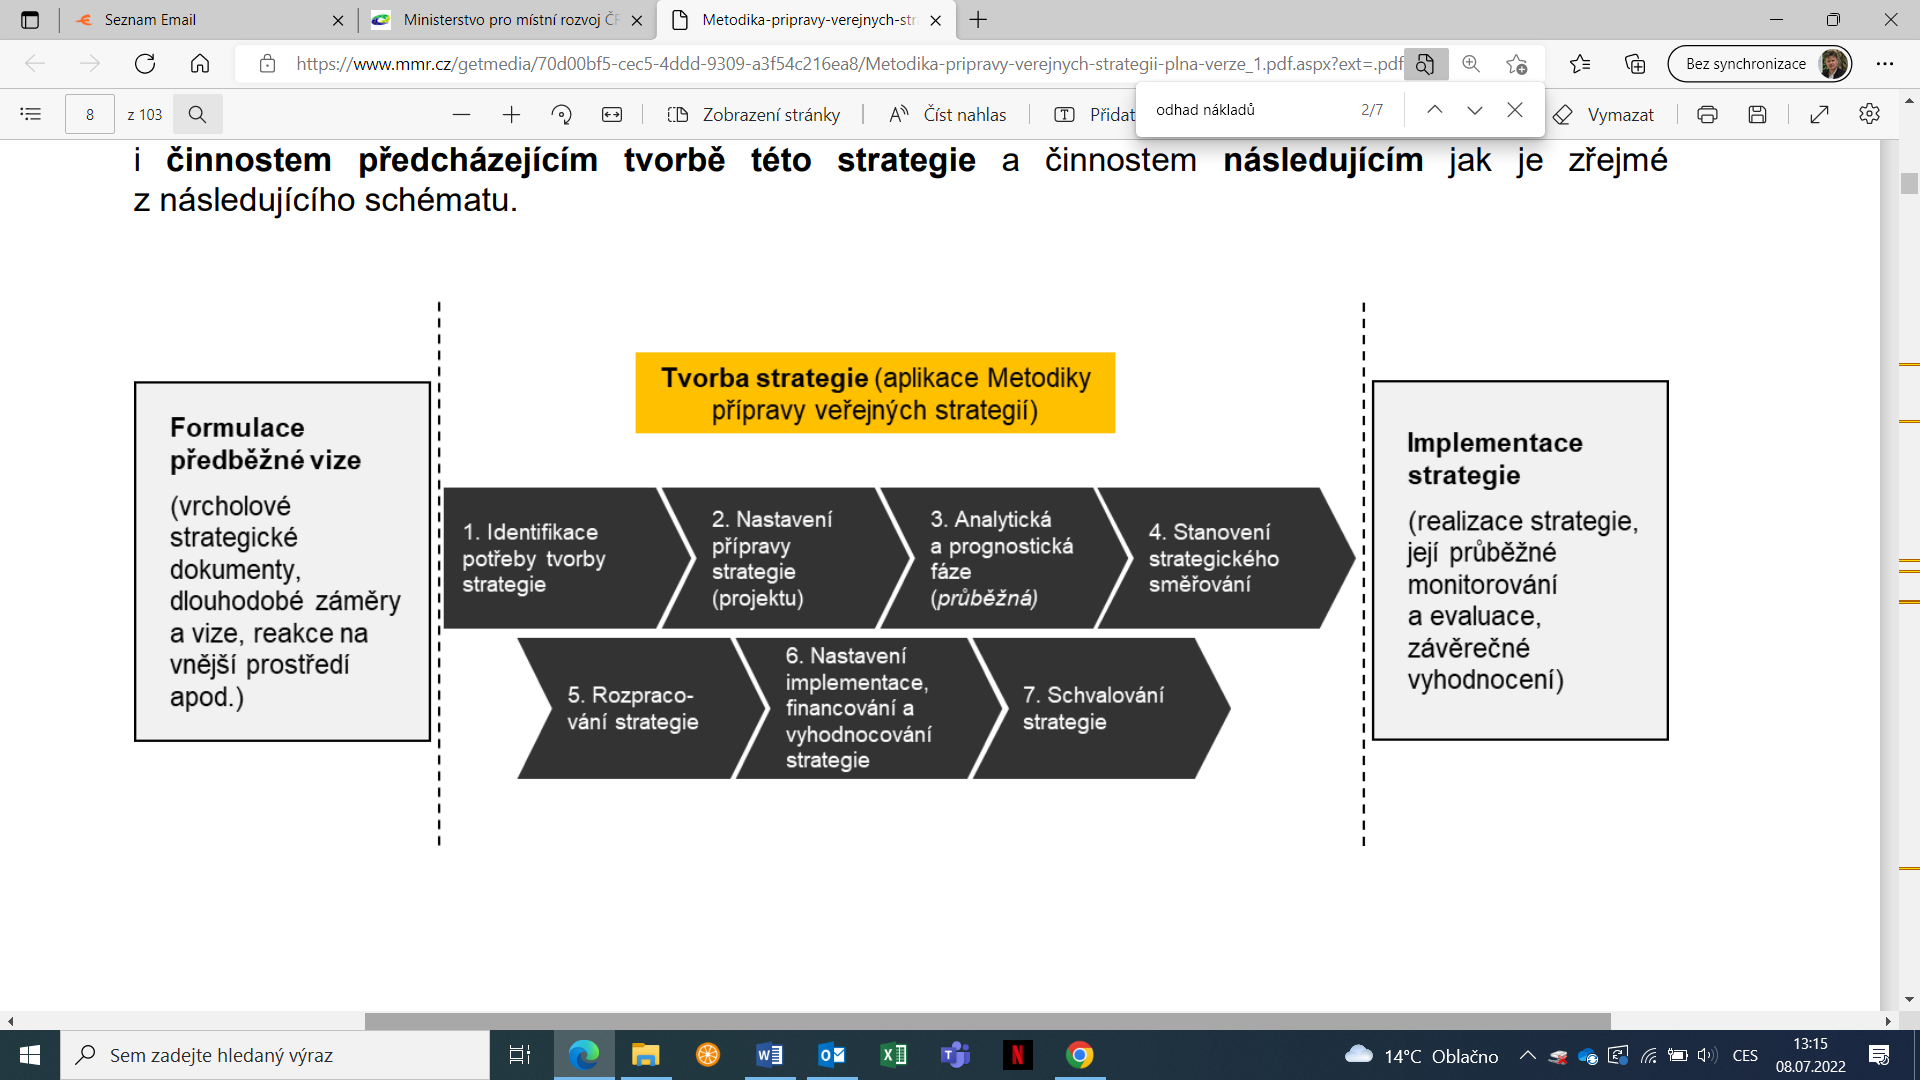 Seznam Email
Ministerstvo pro místní rozvoj ČR
Metodika-pripravy-verejnych-str
https://www.mmr.cz/getmedia/70d00bf5-cec5-4ddd-9309-a3f54c216ea8/Metodika-pripravy-verejnych-strategii-plna-verze_1.pdf.aspx?ext=.pdf
Bez synchronizace
8
z 103
Zobrazení stránky
Číst nahlas
Přidat
odhad nákladů
2/7
Vymazat
i činnostem předcházejícím tvorbě této strategie a činnostem následujícím jak je zřejmé
z následujícího schématu.
Tvorba strategie (aplikace Metodiky
přípravy veřejných strategií)
Formulace
předběžné vize
(vrcholové
strategické
dokumenty,
dlouhodobé záměry
a vize, reakce na
vnější prostředí
apod.)
1. Identifikace
potřeby tvorby
strategie
2. Nastavení
přípravy
strategie
(projektu)
3. Analytická
a prognostická
fáze
(průběžná)
4. Stanovení
strategického
směřování
5. Rozpraco-
vání strategie
6. Nastavení
implementace,
financování a
vyhodnocování
strategie
7. Schvalování
strategie
Implementace
strategie
(realizace strategie,
její průběžné
monitorování
a evaluace,
závěrečné
vyhodnocení)
Sem zadejte hledaný výraz
14°C Oblačno
CES
13:15
08.07.2022